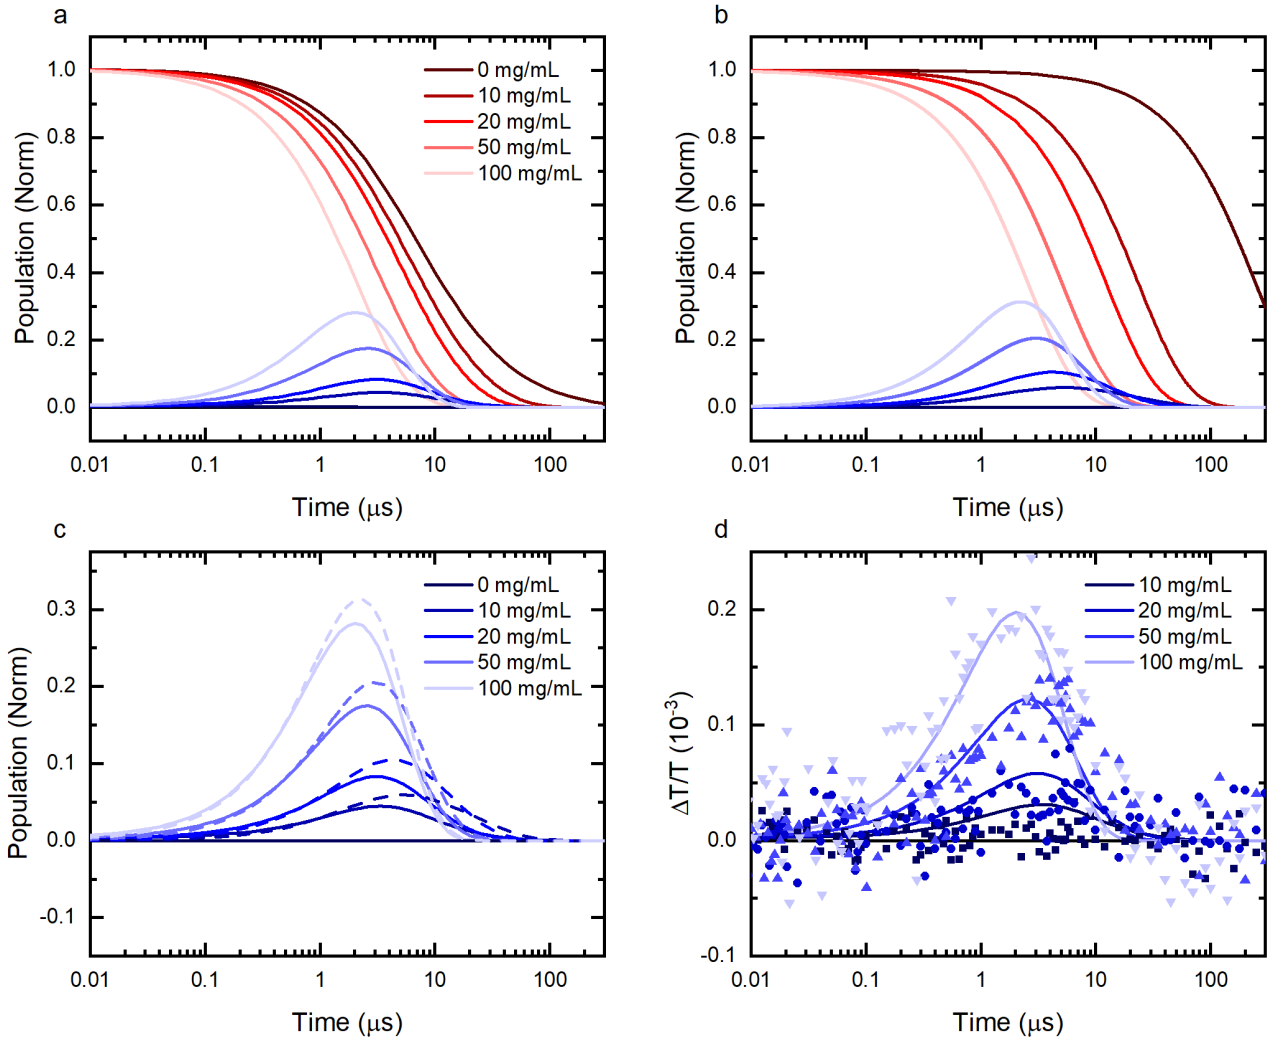 a
1.0
0.8
0.6
0.4
0.2
0.0
Population (Norm)
0 mg/mL
10 mg/mL
20 mg/mL
50 mg/mL
100 mg/mL
0.01 0.1 1 10 100
Time (μs)
b
1.0
0.8
0.6
0.4
0.2
0.0
Population (Norm)
0.01 0.1 1 10 100
Time (μs)
c
0.3
0.2
0.1
0.0
-0.1
Population (Norm)
0 mg/mL
10 mg/mL
20 mg/mL
50 mg/mL
100 mg/mL
0.01 0.1 1 10 100
Time (μs)
d
0.2
0.1
0.0
-0.1
ΔT/T (10⁻³)
10 mg/mL
20 mg/mL
50 mg/mL
100 mg/mL
0.01 0.1 1 10 100
Time (μs)